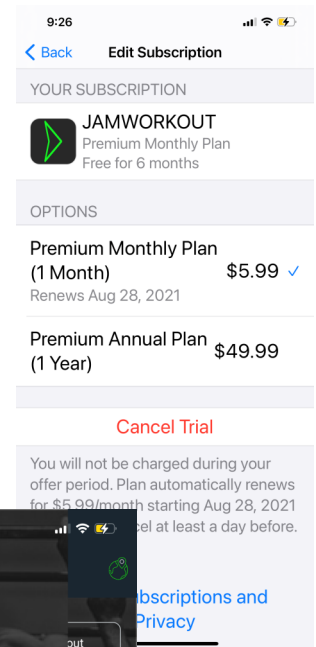 9:26
Back Edit Subscription
YOUR SUBSCRIPTION
JAMWORKOUT
Premium Monthly Plan
Free for 6 months
OPTIONS
Premium Monthly Plan
(1 Month) $5.99
Renews Aug 28, 2021
Premium Annual Plan
(1 Year) $49.99
Cancel Trial
You will not be charged during your
offer period. Plan automatically renews
for $5.99/month starting Aug 28, 2021
cel at least a day before.
bscriptions and
Privacy
out